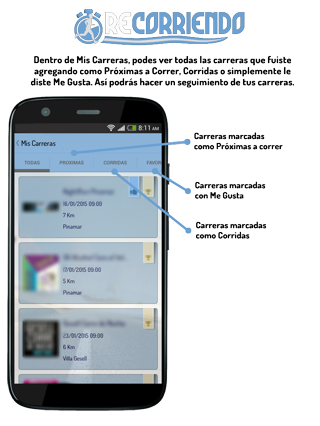 RECORRIENDO
Dentro de Mis Carreras, podes ver todas las carreras que fuiste
agregando como Próximas a Correr, Corridas o simplemente le
diste Me Gusta. Así podrás hacer un seguimiento de tus carreras.
8:11 AM
Mis Carreras
TODAS PROXIMAS CORRIDAS FAVOR
16/01/2015 09:00
7 Km
Pinamar
17/01/2015 09:00
5 Km
Pinamar
23/01/2015 09:00
6 Km
Villa Gesell
Carreras marcadas
como Próximas a correr
Carreras marcadas
con Me Gusta
Carreras marcadas
como Corridas